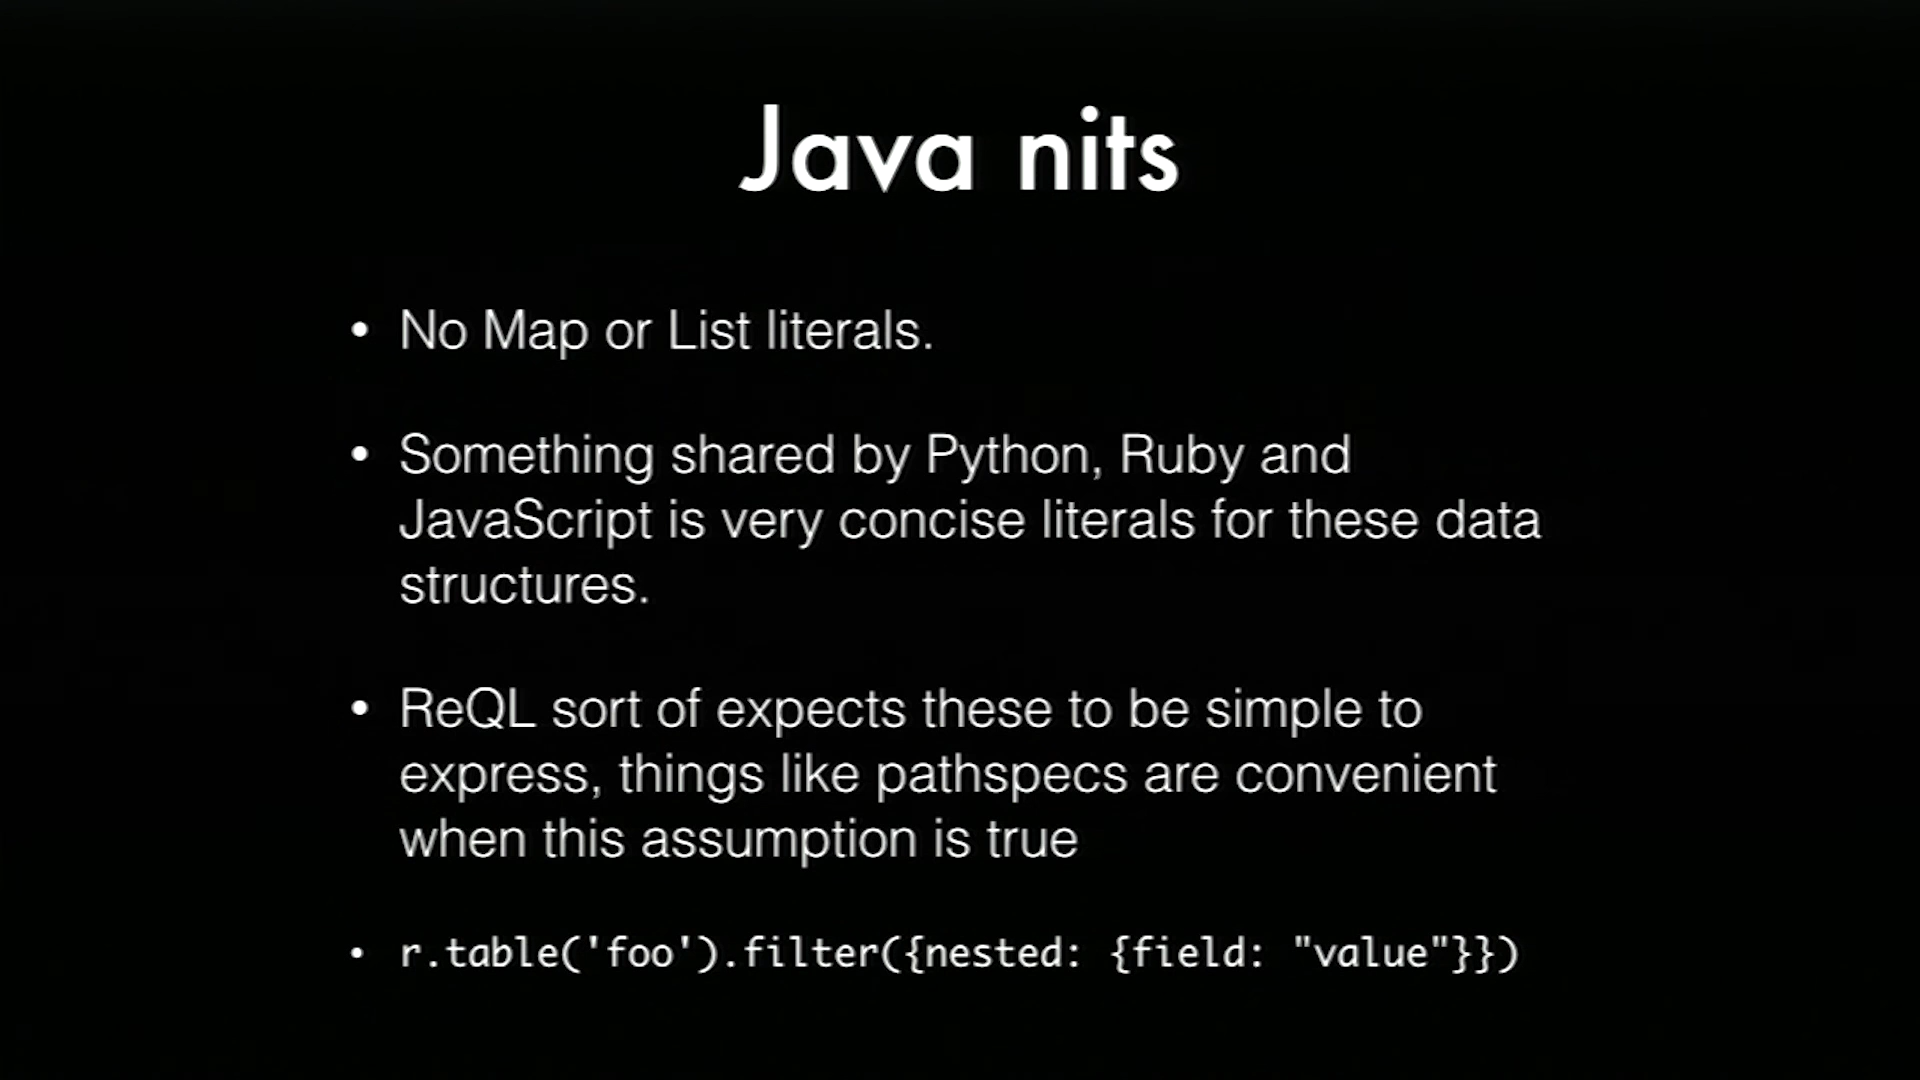 Java nits
• No Map or List literals.
• Something shared by Python, Ruby and
JavaScript is very concise literals for these data
structures.
• ReQL sort of expects these to be simple to
express, things like pathspecs are convenient
when this assumption is true
• r.table('foo').filter({nested: {field: "value"}})